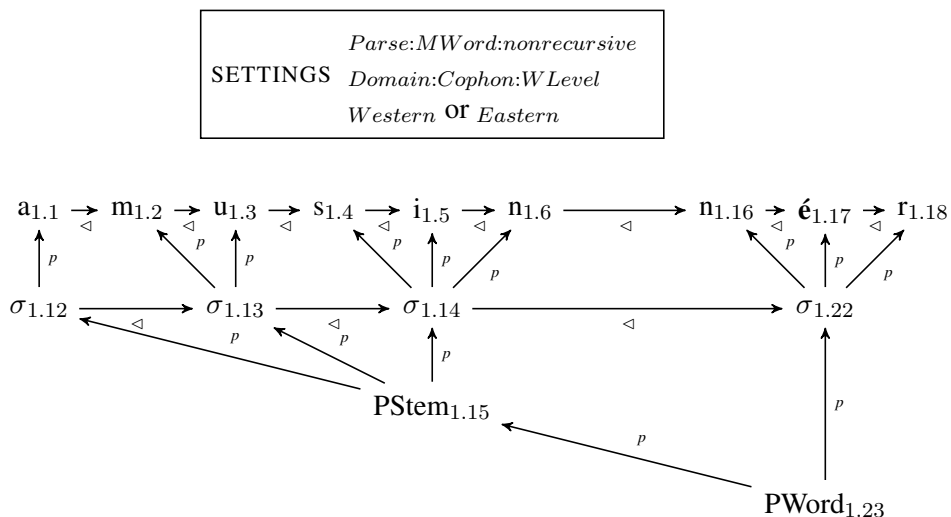 Parse:MWord:nonrecursive
SETTINGS Domain:Cophon:WLevel
Western or Eastern
a1.1 m1.2 u1.3 s1.4 i1.5 n1.6 n1.16 é1.17 r1.18
◁ ◁ ◁ ◁ ◁ ◁ ◁ ◁
p p p p p p p p p
σ1.12 σ1.13 σ1.14 σ1.22
◁ ◁ ◁
p p p p
PStem1.15
p
PWord1.23